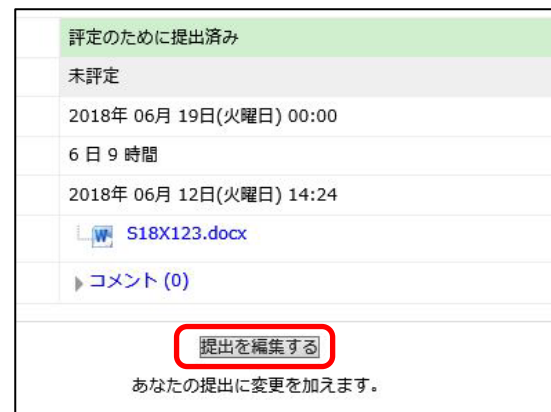 評定のために提出済み
未評定
2018年 06月 19日(火曜日) 00:00
6 日 9 時間
2018年 06月 12日(火曜日) 14:24
S18X123.docx
コメント (0)
提出を編集する
あなたの提出に変更を加えます。